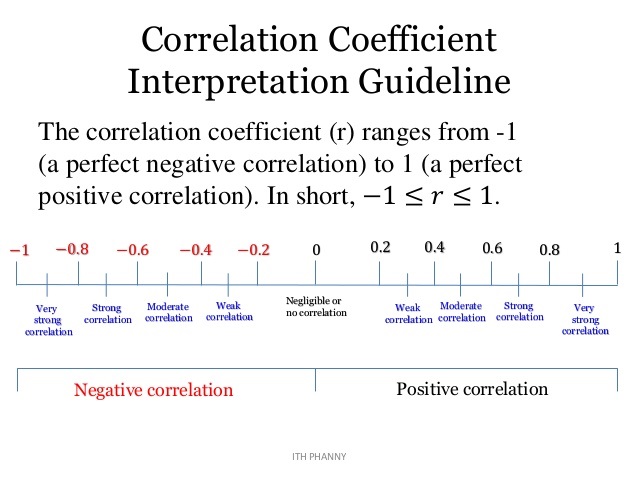 Correlation Coefficient
Interpretation Guideline
The correlation coefficient (r) ranges from -1
(a perfect negative correlation) to 1 (a perfect
positive correlation). In short, −1 ≤ 𝑟 ≤ 1.
−1 −0.8 −0.6 −0.4 −0.2 0 0.2 0.4 0.6 0.8 1
Very
strong
correlation
Strong
correlation
Moderate
correlation
Weak
correlation
Negligible or
no correlation
Weak
correlation
Moderate
correlation
Strong
correlation
Very
strong
correlation
Negative correlation
Positive correlation
ITH PHANNY